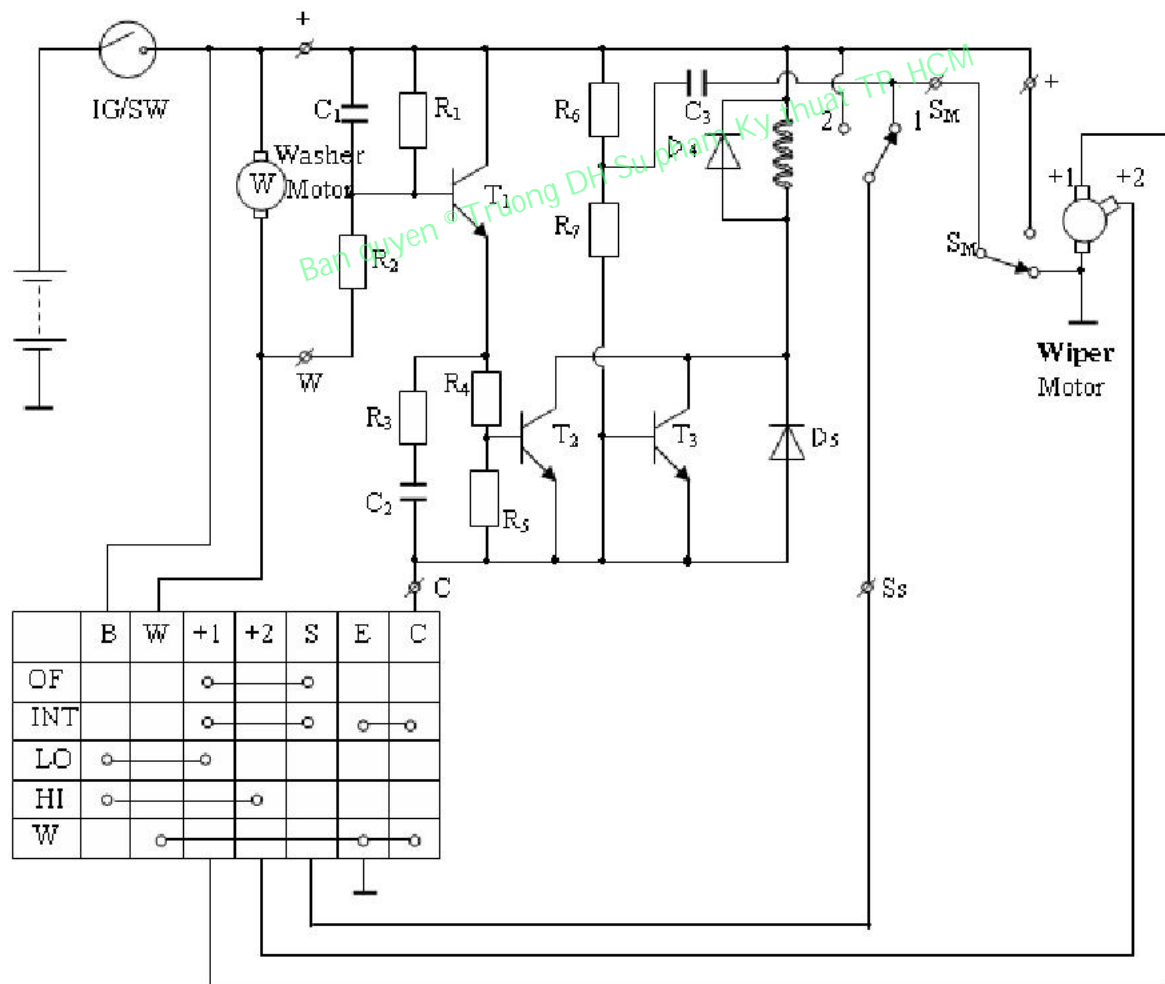 +
IG/SW
C1
R1
R6
C3
2
1
SM
+
Washer
Motor
W
T1
D4
+1
+2
R2
R7
SM
Ban quyen © Truong DH Su pham Ky thuat TP. HCM
W
Wiper
Motor
R4
R3
T2
T3
D5
C2
R5
C
Ss
B W +1 +2 S E C
OF
INT
LO
HI
W